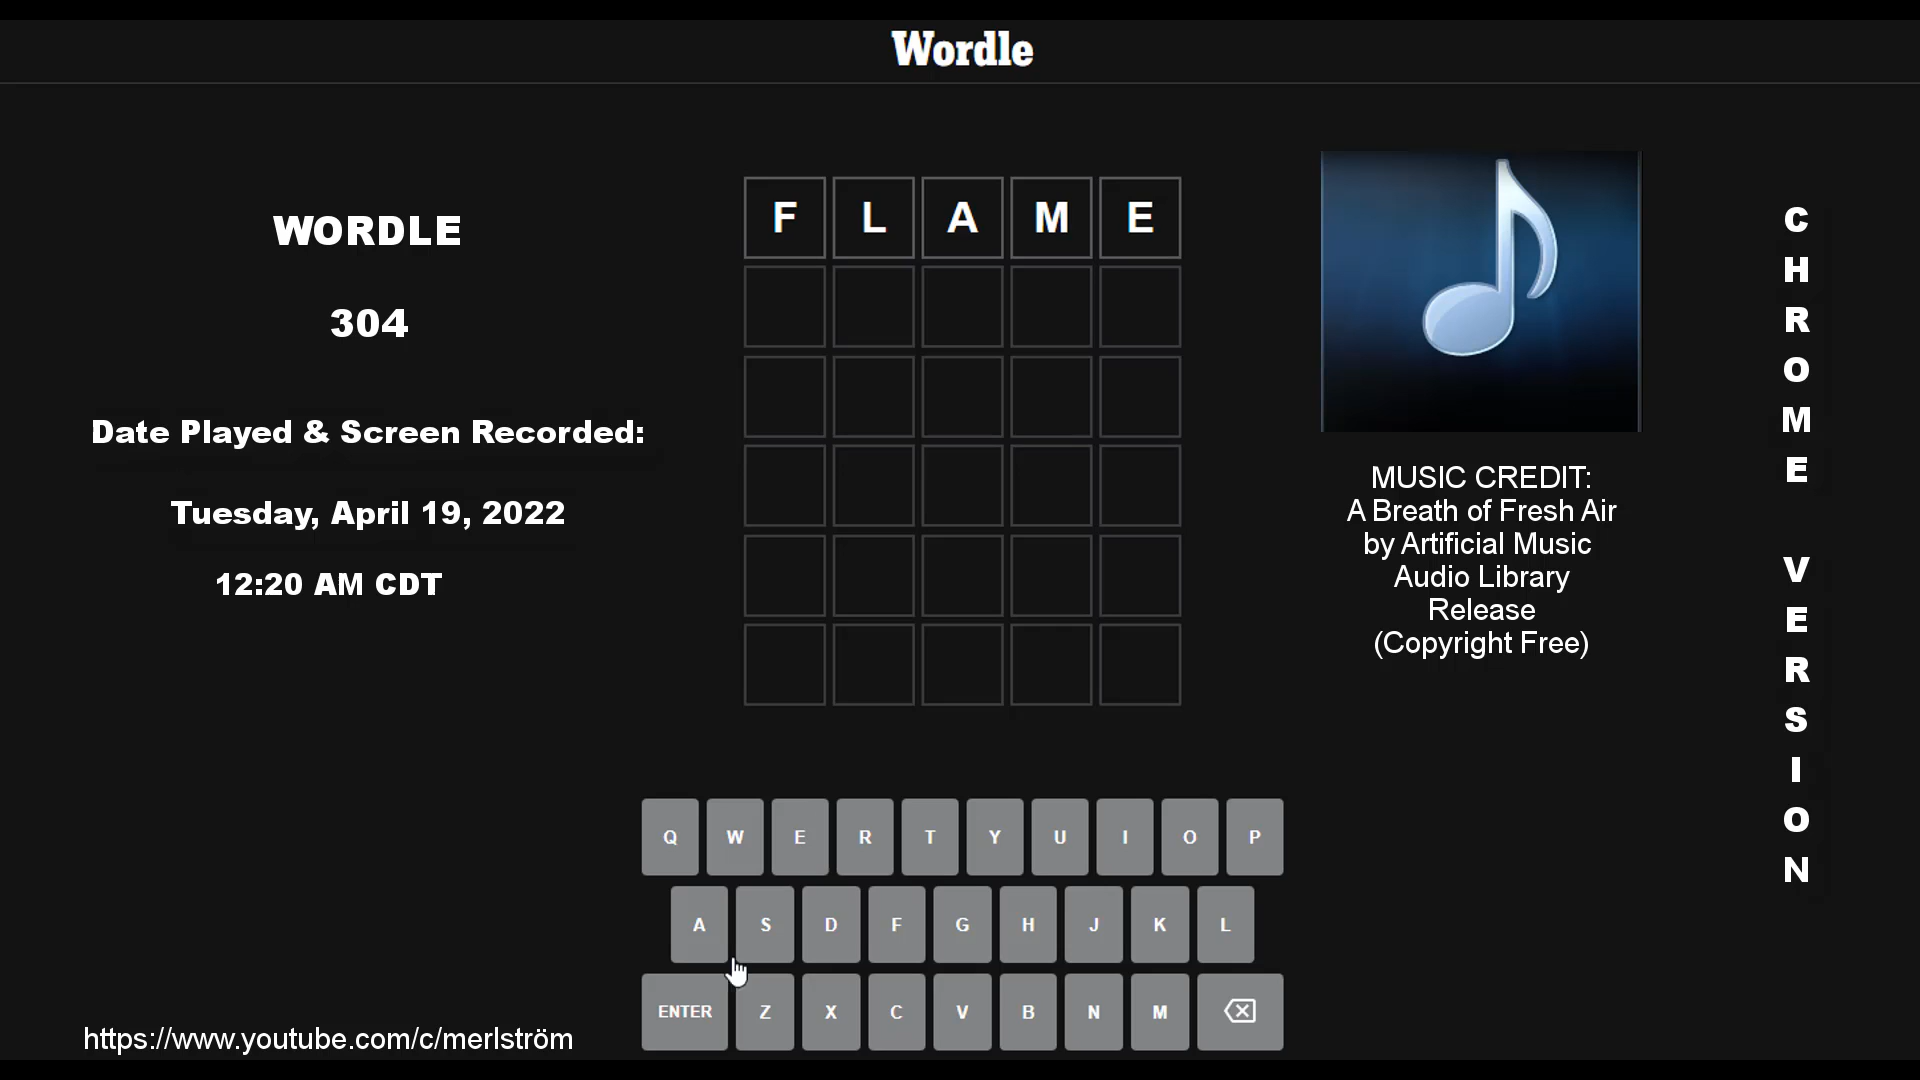 Wordle
WORDLE
304
Date Played & Screen Recorded:
Tuesday, April 19, 2022
12:20 AM CDT
https://www.youtube.com/c/merlström
F L A M E
Q W E R T Y U I O P
A S D F G H J K L
ENTER Z X C V B N M
MUSIC CREDIT:
A Breath of Fresh Air
by Artificial Music
Audio Library
Release
(Copyright Free)
C
H
R
O
M
E
V
E
R
S
I
O
N